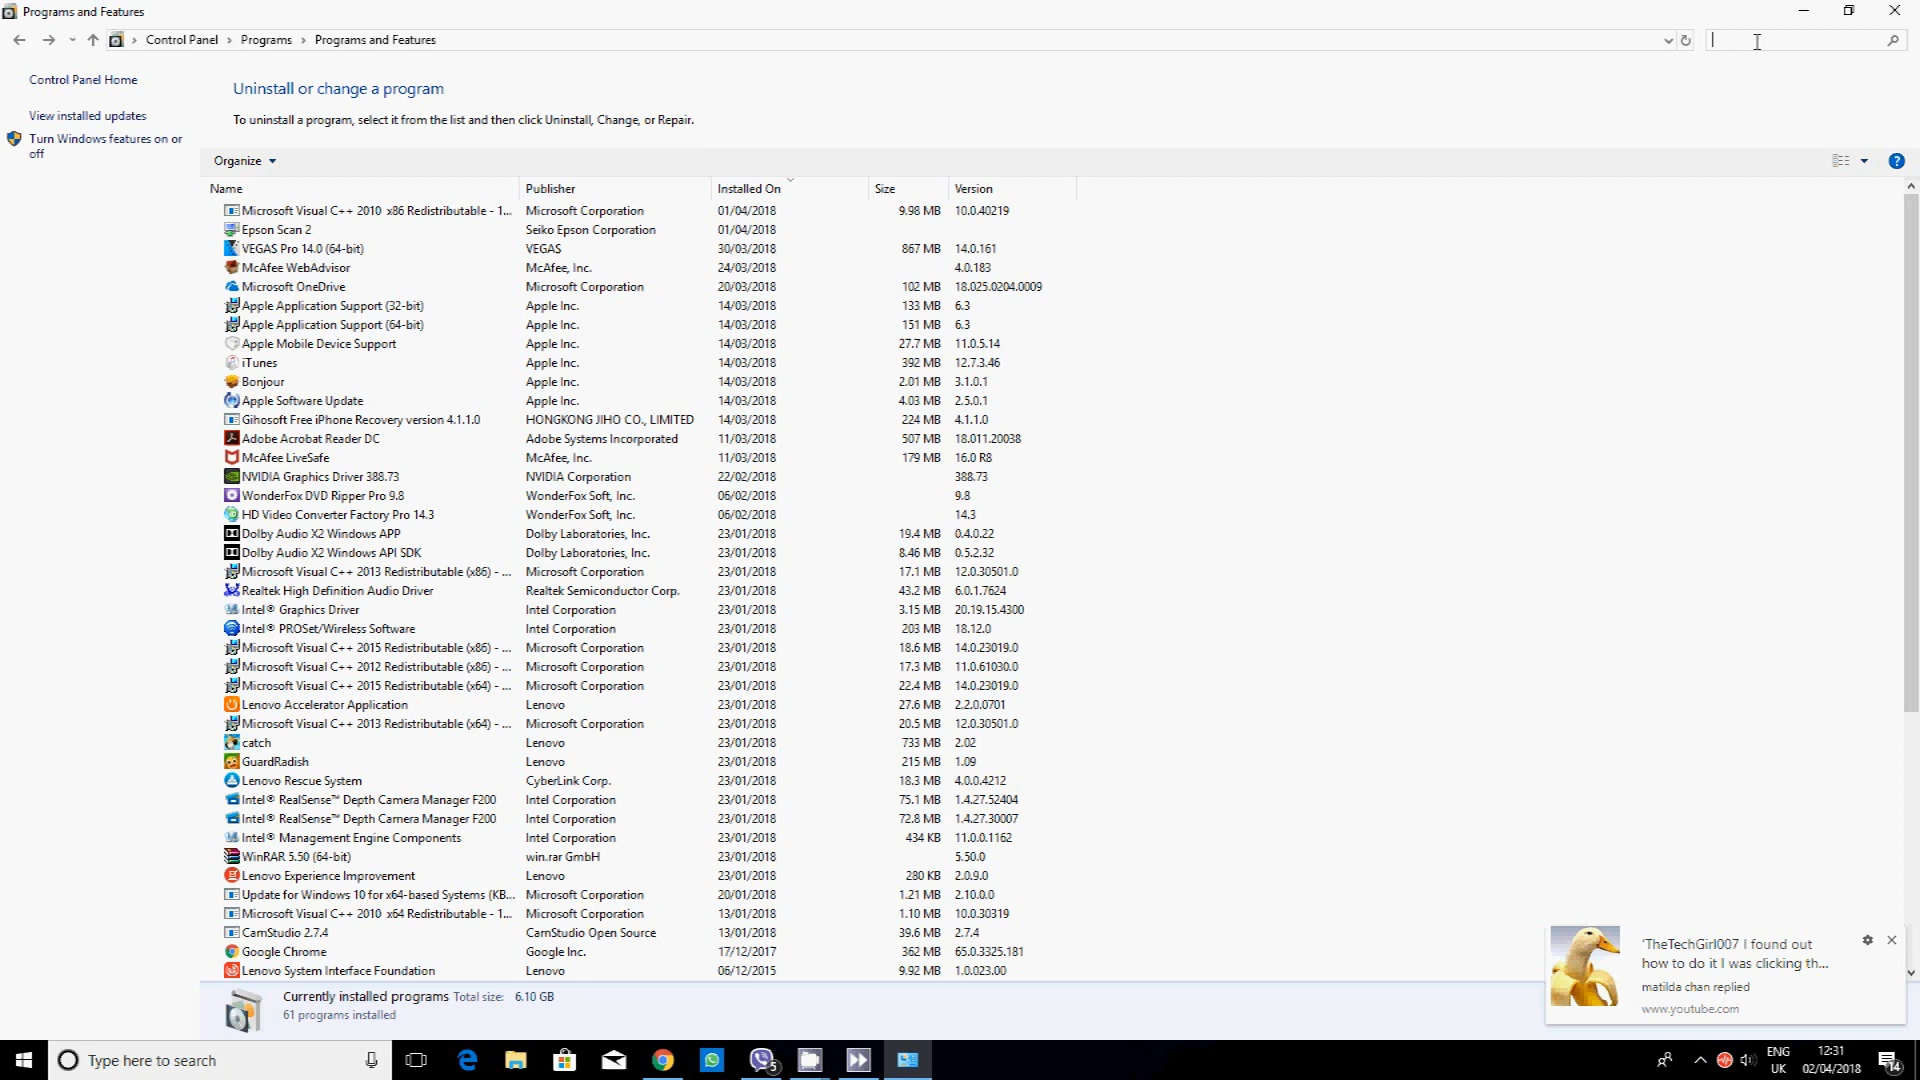 Programs and Features
Control Panel > Programs > Programs and Features
Control Panel Home
View installed updates
Turn Windows features on or
off
Uninstall or change a program
To uninstall a program, select it from the list and then click Uninstall, Change, or Repair.
Organize
Name Publisher Installed On Size Version
Microsoft Visual C++ 2010 x86 Redistributable - 1... Microsoft Corporation 01/04/2018 9.98 MB 10.0.40219
Epson Scan 2 Seiko Epson Corporation 01/04/2018
VEGAS Pro 14.0 (64-bit) VEGAS 30/03/2018 867 MB 14.0.161
McAfee WebAdvisor McAfee, Inc. 24/03/2018 4.0.183
Microsoft OneDrive Microsoft Corporation 20/03/2018 102 MB 18.025.0204.0009
Apple Application Support (32-bit) Apple Inc. 14/03/2018 133 MB 6.3
Apple Application Support (64-bit) Apple Inc. 14/03/2018 151 MB 6.3
Apple Mobile Device Support Apple Inc. 14/03/2018 27.7 MB 11.0.5.14
iTunes Apple Inc. 14/03/2018 392 MB 12.7.3.46
Bonjour Apple Inc. 14/03/2018 2.01 MB 3.1.0.1
Apple Software Update Apple Inc. 14/03/2018 4.03 MB 2.5.0.1
Gihosoft Free iPhone Recovery version 4.1.1.0 HONGKONG JIHO CO., LIMITED 14/03/2018 224 MB 4.1.1.0
Adobe Acrobat Reader DC Adobe Systems Incorporated 11/03/2018 507 MB 18.011.20038
McAfee LiveSafe McAfee, Inc. 11/03/2018 179 MB 16.0 R8
NVIDIA Graphics Driver 388.73 NVIDIA Corporation 22/02/2018 388.73
WonderFox DVD Ripper Pro 9.8 WonderFox Soft, Inc. 06/02/2018 9.8
HD Video Converter Factory Pro 14.3 WonderFox Soft, Inc. 06/02/2018 14.3
Dolby Audio X2 Windows APP Dolby Laboratories, Inc. 23/01/2018 19.4 MB 0.4.0.22
Dolby Audio X2 Windows API SDK Dolby Laboratories, Inc. 23/01/2018 8.46 MB 0.5.2.32
Microsoft Visual C++ 2013 Redistributable (x86) - ... Microsoft Corporation 23/01/2018 17.1 MB 12.0.30501.0
Realtek High Definition Audio Driver Realtek Semiconductor Corp. 23/01/2018 43.2 MB 6.0.1.7624
Intel® Graphics Driver Intel Corporation 23/01/2018 3.15 MB 20.19.15.4300
Intel® PROSet/Wireless Software Intel Corporation 23/01/2018 203 MB 18.12.0
Microsoft Visual C++ 2015 Redistributable (x86) - ... Microsoft Corporation 23/01/2018 18.6 MB 14.0.23019.0
Microsoft Visual C++ 2012 Redistributable (x86) - ... Microsoft Corporation 23/01/2018 17.3 MB 11.0.61030.0
Microsoft Visual C++ 2015 Redistributable (x64) - ... Microsoft Corporation 23/01/2018 22.4 MB 14.0.23019.0
Lenovo Accelerator Application Lenovo 23/01/2018 27.6 MB 2.2.0.0701
Microsoft Visual C++ 2013 Redistributable (x64) - ... Microsoft Corporation 23/01/2018 20.5 MB 12.0.30501.0
catch Lenovo 23/01/2018 733 MB 2.02
GuardRadish Lenovo 23/01/2018 215 MB 1.09
Lenovo Rescue System CyberLink Corp. 23/01/2018 18.3 MB 4.0.0.4212
Intel® RealSense™ Depth Camera Manager F200 Intel Corporation 23/01/2018 75.1 MB 1.4.27.52404
Intel® RealSense™ Depth Camera Manager F200 Intel Corporation 23/01/2018 72.8 MB 1.4.27.30007
Intel® Management Engine Components Intel Corporation 23/01/2018 434 KB 11.0.0.1162
WinRAR 5.50 (64-bit) win.rar GmbH 23/01/2018 5.50.0
Lenovo Experience Improvement Lenovo 23/01/2018 280 KB 2.0.9.0
Update for Windows 10 for x64-based Systems (KB... Microsoft Corporation 20/01/2018 1.21 MB 2.10.0.0
Microsoft Visual C++ 2010 x64 Redistributable - 1... Microsoft Corporation 13/01/2018 1.10 MB 10.0.30319
CamStudio 2.7.4 CamStudio Open Source 13/01/2018 39.6 MB 2.7.4
Google Chrome Google Inc. 17/12/2017 362 MB 65.0.3325.181
Lenovo System Interface Foundation Lenovo 06/12/2015 9.92 MB 1.0.023.00
Currently installed programs Total size: 6.10 GB
61 programs installed
'TheTechGirl007 I found out
how to do it I was clicking th...
matilda chan replied
www.youtube.com
Type here to search
5
ENG
UK
12:31
02/04/2018
14